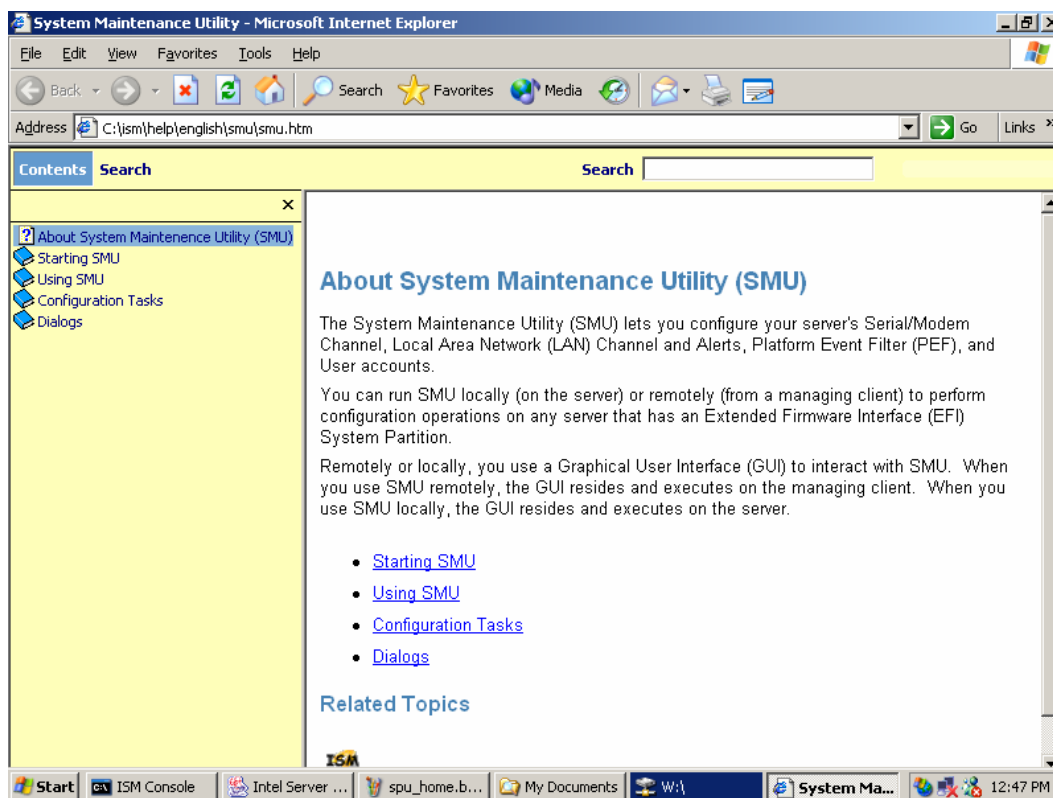 System Maintenance Utility - Microsoft Internet Explorer
File Edit View Favorites Tools Help
Back Search Favorites Media
Address C:\ism\help\english\smu\smu.htm Go Links »
Contents Search Search
×
About System Maintenence Utility (SMU)
Starting SMU
Using SMU
Configuration Tasks
Dialogs
About System Maintenance Utility (SMU)
The System Maintenance Utility (SMU) lets you configure your server's Serial/Modem
Channel, Local Area Network (LAN) Channel and Alerts, Platform Event Filter (PEF), and
User accounts.
You can run SMU locally (on the server) or remotely (from a managing client) to perform
configuration operations on any server that has an Extended Firmware Interface (EFI)
System Partition.
Remotely or locally, you use a Graphical User Interface (GUI) to interact with SMU. When
you use SMU remotely, the GUI resides and executes on the managing client. When you
use SMU locally, the GUI resides and executes on the server.
• Starting SMU
• Using SMU
• Configuration Tasks
• Dialogs
Related Topics
ISM
Start ISM Console Intel Server ... spu_home.b... My Documents W:\ System Ma... 12:47 PM